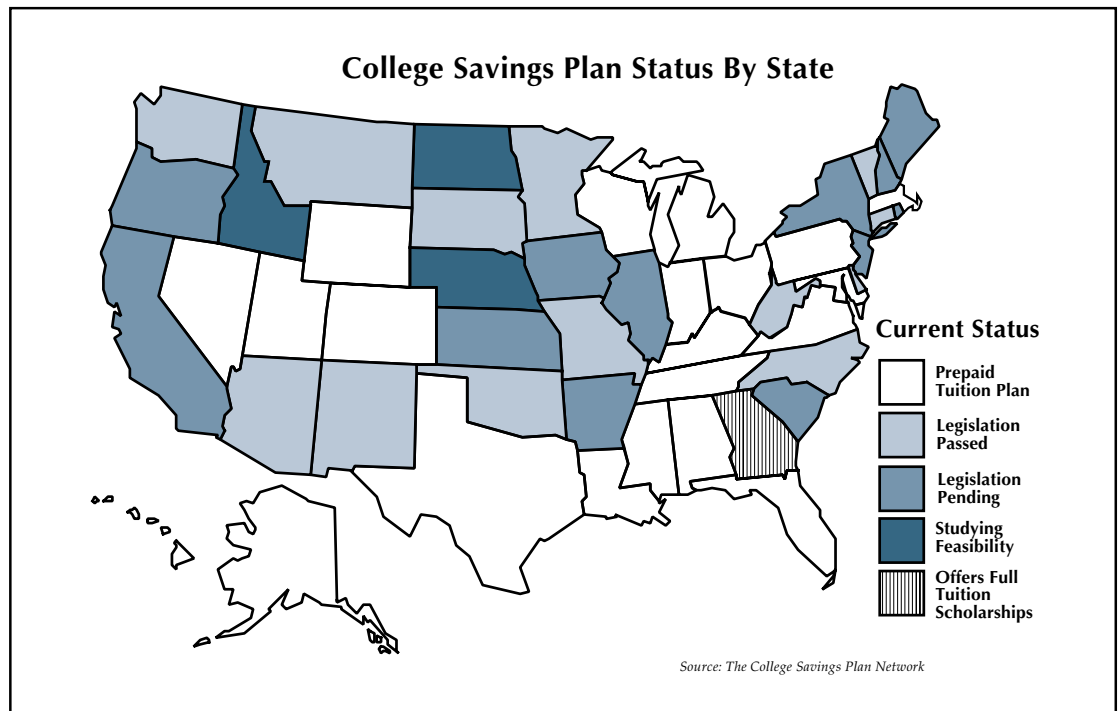 College Savings Plan Status By State
Current Status
Prepaid
Tuition Plan
Legislation
Passed
Legislation
Pending
Studying
Feasibility
Offers Full
Tuition
Scholarships
Source: The College Savings Plan Network